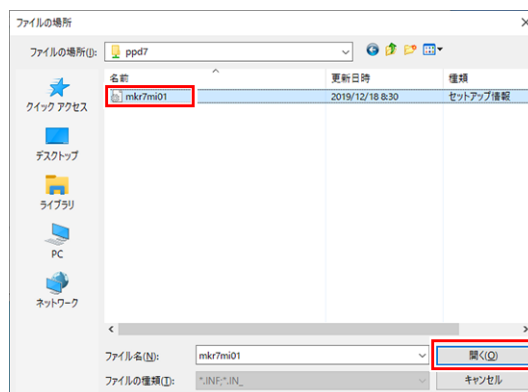 ファイルの場所
ファイルの場所(I):
ppd7
名前
更新日時
種類
mkr7mi01
2019/12/18 8:30
セットアップ情報
クイック アクセス
デスクトップ
ライブラリ
PC
ネットワーク
ファイル名(N):
mkr7mi01
開く(O)
ファイルの種類(T):
*.INF;*.IN_
キャンセル